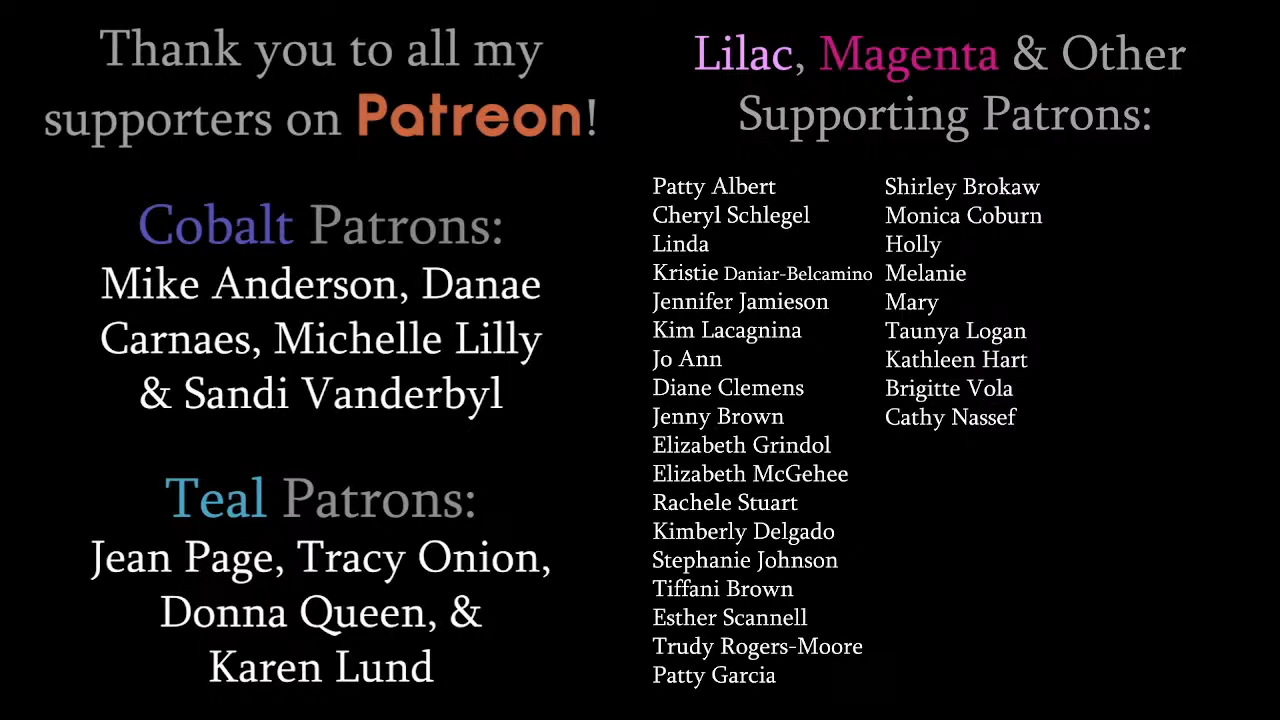 Thank you to all my
supporters on Patreon!
Cobalt Patrons:
Mike Anderson, Danae
Carnaes, Michelle Lilly
& Sandi Vanderbyl
Teal Patrons:
Jean Page, Tracy Onion,
Donna Queen, &
Karen Lund
Lilac, Magenta & Other
Supporting Patrons:
Patty Albert
Cheryl Schlegel
Linda
Kristie Daniar-Belcamino
Jennifer Jamieson
Kim Lacagnina
Jo Ann
Diane Clemens
Jenny Brown
Elizabeth Grindol
Elizabeth McGehee
Rachele Stuart
Kimberly Delgado
Stephanie Johnson
Tiffani Brown
Esther Scannell
Trudy Rogers-Moore
Patty Garcia
Shirley Brokaw
Monica Coburn
Holly
Melanie
Mary
Taunya Logan
Kathleen Hart
Brigitte Vola
Cathy Nassef